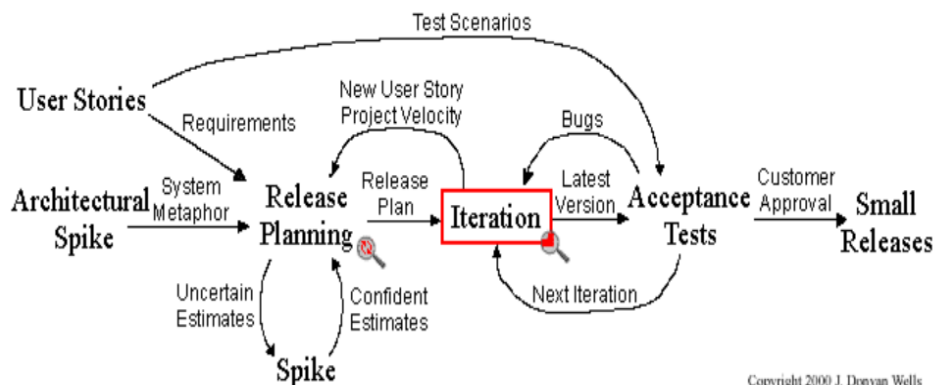 Test Scenarios
User Stories
New User Story
Project Velocity
Requirements
Bugs
Architectural
Spike
System
Metaphor
Release
Planning
Release
Plan
Iteration
Latest
Version
Acceptance
Tests
Customer
Approval
Small
Releases
Uncertain
Estimates
Confident
Estimates
Next Iteration
Spike
Copyright 2000 J. Donvan Wells